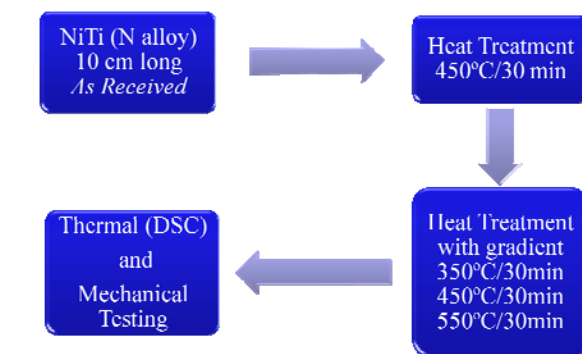 NiTi (N alloy)
10 cm long
As Received
Heat Treatment
450ºC/30 min
Heat Treatment
with gradient
350ºC/30min
450ºC/30min
550ºC/30min
Thermal (DSC)
and
Mechanical
Testing